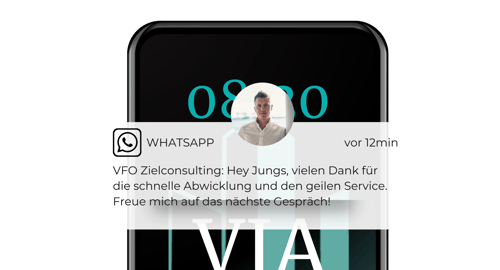 08:30
WHATSAPP
vor 12min
VFO Zielconsulting: Hey Jungs, vielen Dank für
die schnelle Abwicklung und den geilen Service.
Freue mich auf das nächste Gespräch!
VIA